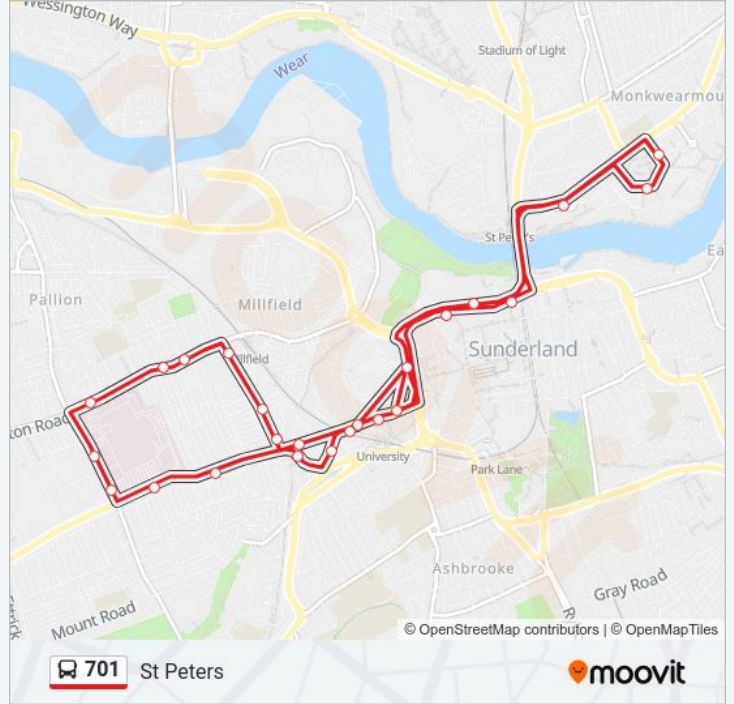 Wessington Way
Wear
Stadium of Light
Monkwearmou
St Pe r's
Ea
Pallion
Millfield
Sunderland
illfield
ton Road
University
Park Lane
Ashbrooke
Gray Road
Mount Road
© OpenStreetMap contributors | © OpenMapTiles
701 St Peters
moovit